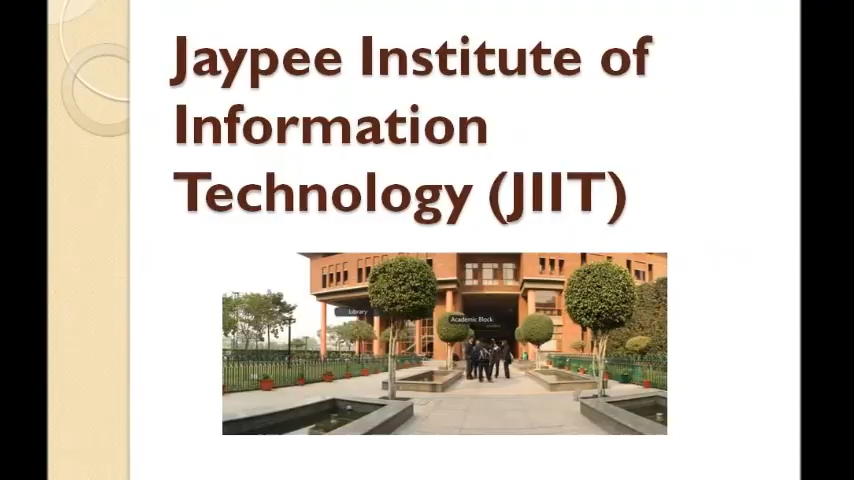 Jaypee Institute of
Information
Technology (JIIT)
Library
Academic Block